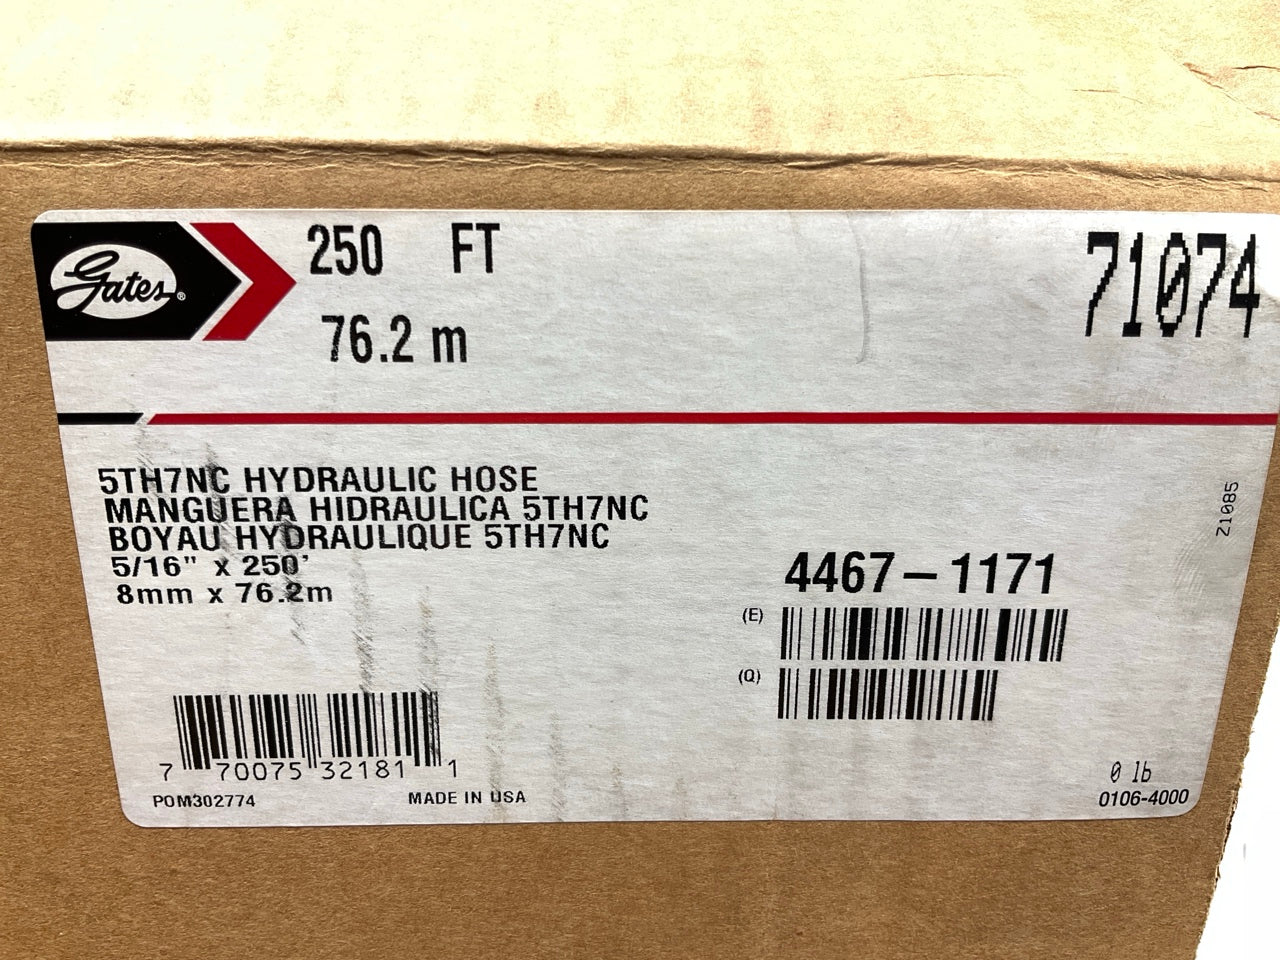 Gates®
250 FT
76.2 m
71074
5TH7NC HYDRAULIC HOSE
MANGUERA HIDRAULICA 5TH7NC
BOYAU HYDRAULIQUE 5TH7NC
5/16" x 250'
8mm x 76.2m
Z1085
4467-1171
(E)
(Q)
7 70075 32181 1
POM302774
MADE IN USA
0 lb
0106-4000